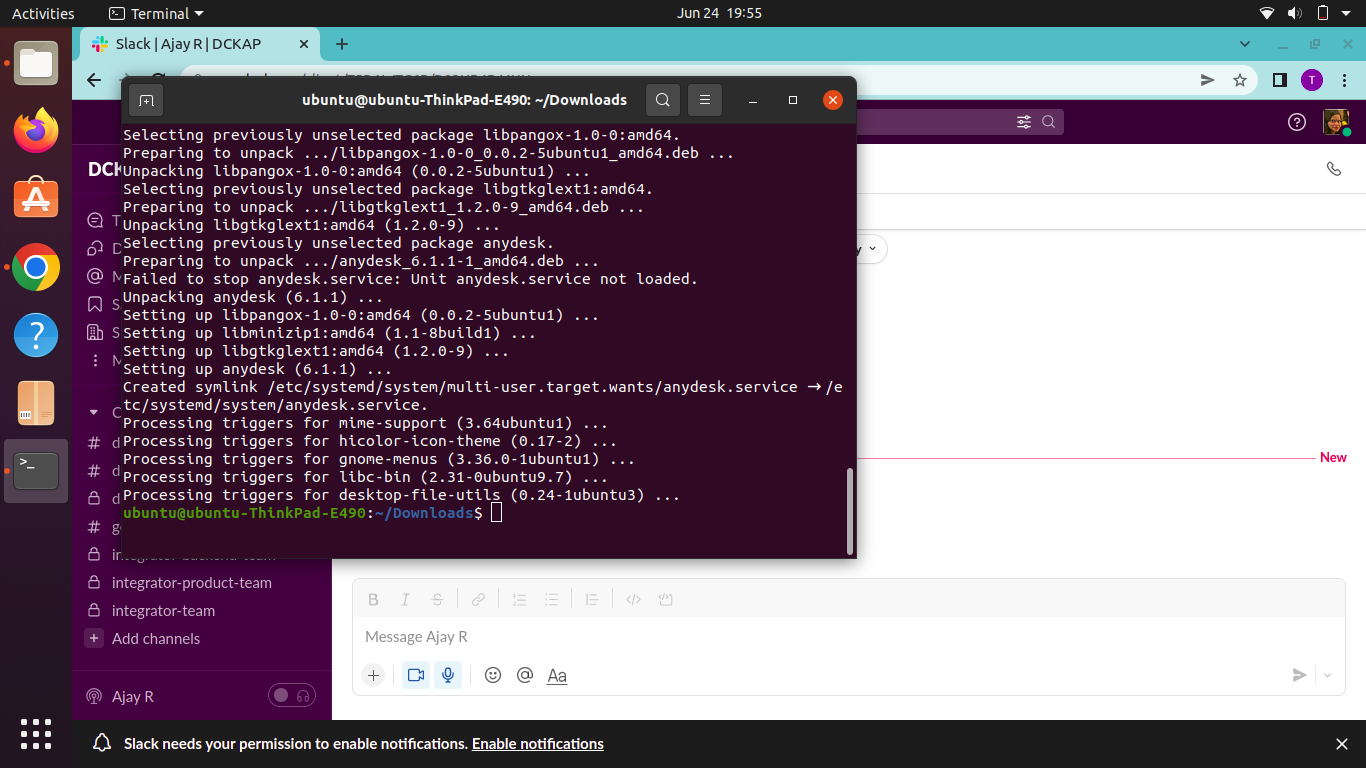 Activities
Terminal
Jun 24 19:55
Slack | Ajay R | DCKAP
T
ubuntu@ubuntu-ThinkPad-E490: ~/Downloads
Selecting previously unselected package libpangox-1.0-0:amd64.
Preparing to unpack .../libpangox-1.0-0_0.0.2-5ubuntu1_amd64.deb ...
Unpacking libpangox-1.0-0:amd64 (0.0.2-5ubuntu1) ...
Selecting previously unselected package libgtkglext1:amd64.
Preparing to unpack .../libgtkglext1_1.2.0-9_amd64.deb ...
Unpacking libgtkglext1:amd64 (1.2.0-9) ...
Selecting previously unselected package anydesk.
Preparing to unpack .../anydesk_6.1.1-1_amd64.deb ...
Failed to stop anydesk.service: Unit anydesk.service not loaded.
Unpacking anydesk (6.1.1) ...
Setting up libpangox-1.0-0:amd64 (0.0.2-5ubuntu1) ...
Setting up libminizip1:amd64 (1.1-8build1) ...
Setting up libgtkglext1:amd64 (1.2.0-9) ...
Setting up anydesk (6.1.1) ...
Created symlink /etc/systemd/system/multi-user.target.wants/anydesk.service → /e
tc/systemd/system/anydesk.service.
Processing triggers for mime-support (3.64ubuntu1) ...
Processing triggers for hicolor-icon-theme (0.17-2) ...
Processing triggers for gnome-menus (3.36.0-1ubuntu1) ...
Processing triggers for libc-bin (2.31-0ubuntu9.7) ...
Processing triggers for desktop-file-utils (0.24-1ubuntu3) ...
ubuntu@ubuntu-ThinkPad-E490:~/Downloads$
New
integrator-product-team
integrator-team
Add channels
Ajay R
Message Ajay R
Aa
Slack needs your permission to enable notifications. Enable notifications